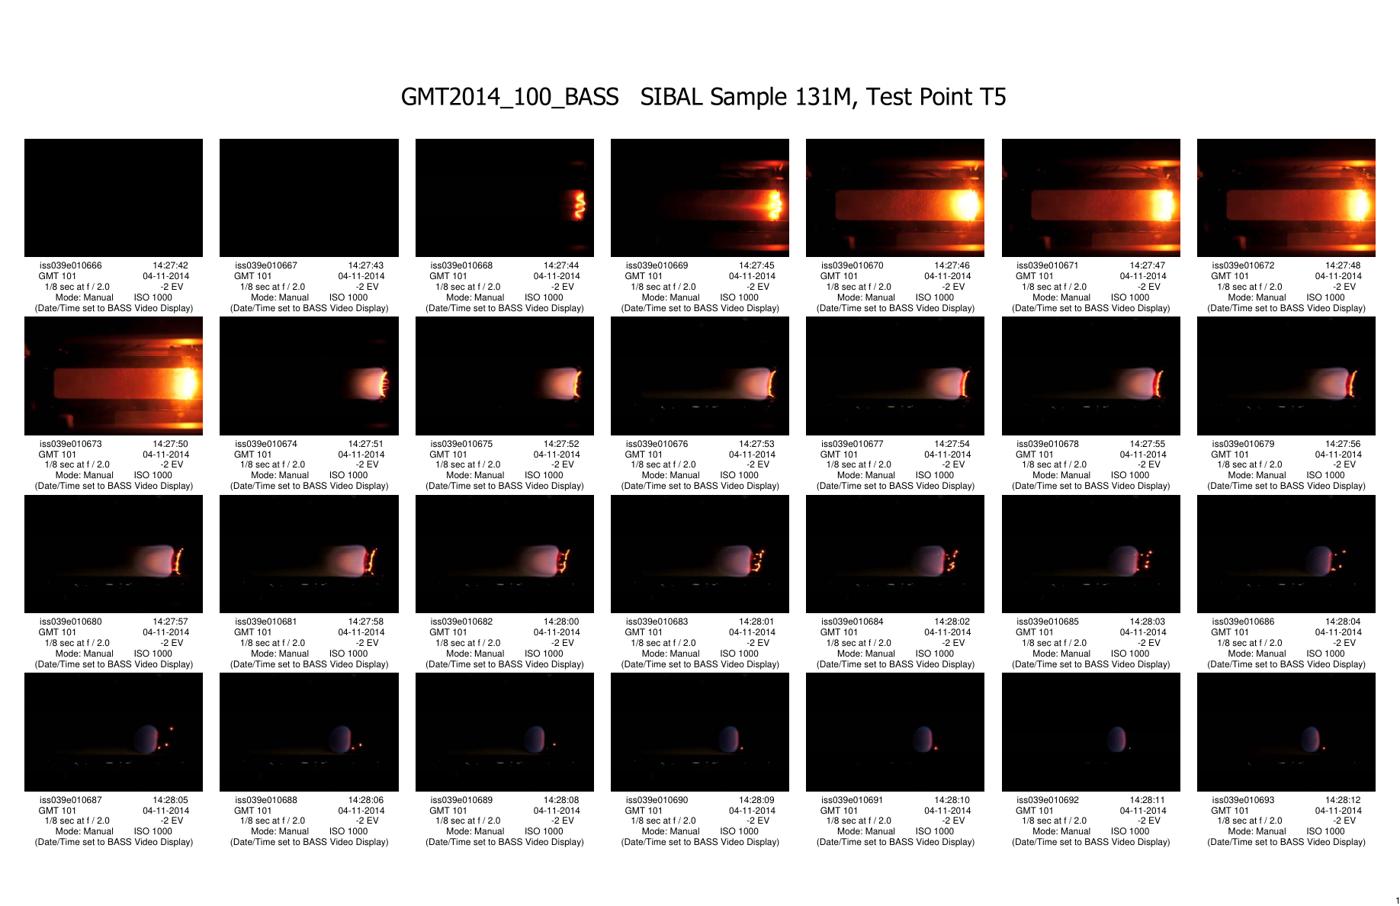 GMT2014_100_BASS SIBAL Sample 131M, Test Point T5
iss039e010666 14:27:42 iss039e010667 14:27:43 iss039e010668 14:27:44 iss039e010669 14:27:45 iss039e010670 14:27:46 iss039e010671 14:27:47 iss039e010672 14:27:48
GMT 101 04-11-2014 GMT 101 04-11-2014 GMT 101 04-11-2014 GMT 101 04-11-2014 GMT 101 04-11-2014 GMT 101 04-11-2014 GMT 101 04-11-2014
1/8 sec at f / 2.0 -2 EV 1/8 sec at f / 2.0 -2 EV 1/8 sec at f / 2.0 -2 EV 1/8 sec at f / 2.0 -2 EV 1/8 sec at f / 2.0 -2 EV 1/8 sec at f / 2.0 -2 EV 1/8 sec at f / 2.0 -2 EV
Mode: Manual ISO 1000 Mode: Manual ISO 1000 Mode: Manual ISO 1000 Mode: Manual ISO 1000 Mode: Manual ISO 1000 Mode: Manual ISO 1000 Mode: Manual ISO 1000
(Date/Time set to BASS Video Display) (Date/Time set to BASS Video Display) (Date/Time set to BASS Video Display) (Date/Time set to BASS Video Display) (Date/Time set to BASS Video Display) (Date/Time set to BASS Video Display) (Date/Time set to BASS Video Display)
iss039e010673 14:27:50 iss039e010674 14:27:51 iss039e010675 14:27:52 iss039e010676 14:27:53 iss039e010677 14:27:54 iss039e010678 14:27:55 iss039e010679 14:27:56
GMT 101 04-11-2014 GMT 101 04-11-2014 GMT 101 04-11-2014 GMT 101 04-11-2014 GMT 101 04-11-2014 GMT 101 04-11-2014 GMT 101 04-11-2014
1/8 sec at f / 2.0 -2 EV 1/8 sec at f / 2.0 -2 EV 1/8 sec at f / 2.0 -2 EV 1/8 sec at f / 2.0 -2 EV 1/8 sec at f / 2.0 -2 EV 1/8 sec at f / 2.0 -2 EV 1/8 sec at f / 2.0 -2 EV
Mode: Manual ISO 1000 Mode: Manual ISO 1000 Mode: Manual ISO 1000 Mode: Manual ISO 1000 Mode: Manual ISO 1000 Mode: Manual ISO 1000 Mode: Manual ISO 1000
(Date/Time set to BASS Video Display) (Date/Time set to BASS Video Display) (Date/Time set to BASS Video Display) (Date/Time set to BASS Video Display) (Date/Time set to BASS Video Display) (Date/Time set to BASS Video Display) (Date/Time set to BASS Video Display)
iss039e010680 14:27:57 iss039e010681 14:27:58 iss039e010682 14:28:00 iss039e010683 14:28:01 iss039e010684 14:28:02 iss039e010685 14:28:03 iss039e010686 14:28:04
GMT 101 04-11-2014 GMT 101 04-11-2014 GMT 101 04-11-2014 GMT 101 04-11-2014 GMT 101 04-11-2014 GMT 101 04-11-2014 GMT 101 04-11-2014
1/8 sec at f / 2.0 -2 EV 1/8 sec at f / 2.0 -2 EV 1/8 sec at f / 2.0 -2 EV 1/8 sec at f / 2.0 -2 EV 1/8 sec at f / 2.0 -2 EV 1/8 sec at f / 2.0 -2 EV 1/8 sec at f / 2.0 -2 EV
Mode: Manual ISO 1000 Mode: Manual ISO 1000 Mode: Manual ISO 1000 Mode: Manual ISO 1000 Mode: Manual ISO 1000 Mode: Manual ISO 1000 Mode: Manual ISO 1000
(Date/Time set to BASS Video Display) (Date/Time set to BASS Video Display) (Date/Time set to BASS Video Display) (Date/Time set to BASS Video Display) (Date/Time set to BASS Video Display) (Date/Time set to BASS Video Display) (Date/Time set to BASS Video Display)
iss039e010687 14:28:05 iss039e010688 14:28:06 iss039e010689 14:28:08 iss039e010690 14:28:09 iss039e010691 14:28:10 iss039e010692 14:28:11 iss039e010693 14:28:12
GMT 101 04-11-2014 GMT 101 04-11-2014 GMT 101 04-11-2014 GMT 101 04-11-2014 GMT 101 04-11-2014 GMT 101 04-11-2014 GMT 101 04-11-2014
1/8 sec at f / 2.0 -2 EV 1/8 sec at f / 2.0 -2 EV 1/8 sec at f / 2.0 -2 EV 1/8 sec at f / 2.0 -2 EV 1/8 sec at f / 2.0 -2 EV 1/8 sec at f / 2.0 -2 EV 1/8 sec at f / 2.0 -2 EV
Mode: Manual ISO 1000 Mode: Manual ISO 1000 Mode: Manual ISO 1000 Mode: Manual ISO 1000 Mode: Manual ISO 1000 Mode: Manual ISO 1000 Mode: Manual ISO 1000
(Date/Time set to BASS Video Display) (Date/Time set to BASS Video Display) (Date/Time set to BASS Video Display) (Date/Time set to BASS Video Display) (Date/Time set to BASS Video Display) (Date/Time set to BASS Video Display) (Date/Time set to BASS Video Display)